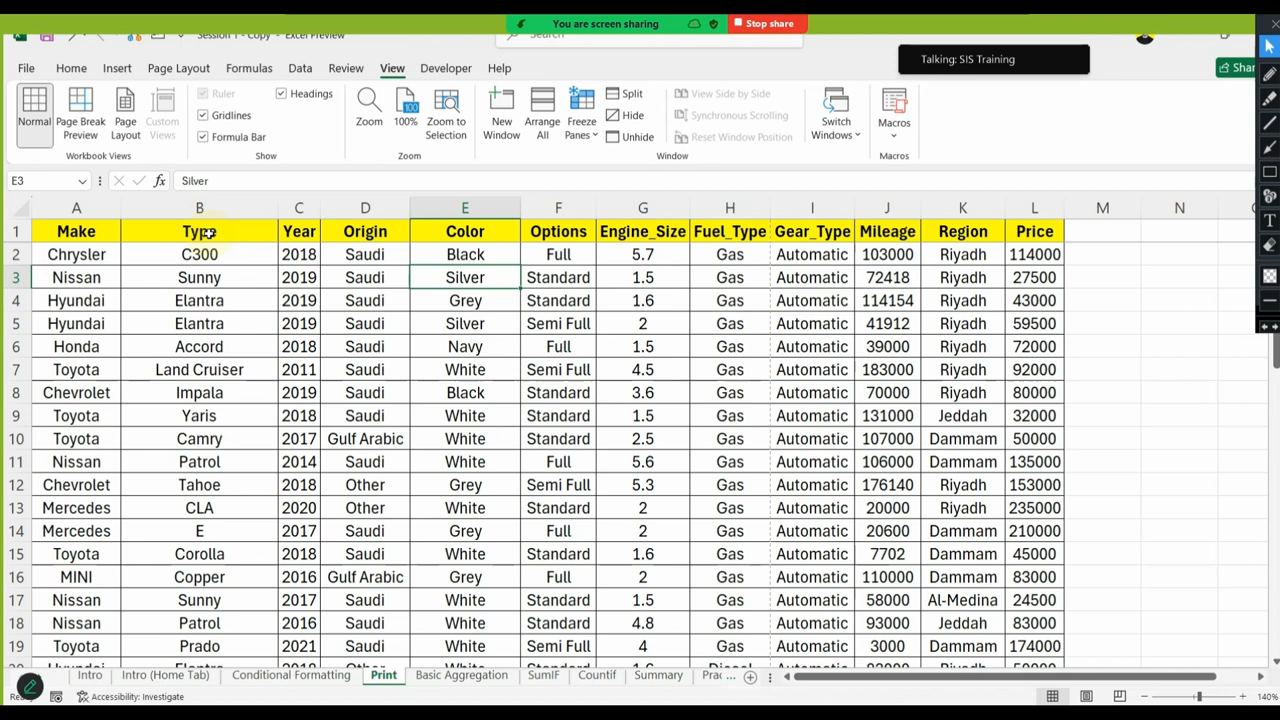 You are screen sharing Stop share
Session 1 - Copy - Excel Preview
Search
Talking: SIS Training
File Home Insert Page Layout Formulas Data Review View Developer Help
Shar
Normal Page Break Preview Page Layout Custom Views
Workbook Views
Ruler Headings
Gridlines
Formula Bar
Show
Zoom 100% Zoom to Selection
Zoom
New Window Arrange All Freeze Panes
Split Hide Unhide
View Side by Side
Synchronous Scrolling
Reset Window Position
Window
Switch Windows
Macros
Macros
E3 fx Silver
A B C D E F G H I J K L M N
1 Make Type Year Origin Color Options Engine_Size Fuel_Type Gear_Type Mileage Region Price
2 Chrysler C300 2018 Saudi Black Full 5.7 Gas Automatic 103000 Riyadh 114000
3 Nissan Sunny 2019 Saudi Silver Standard 1.5 Gas Automatic 72418 Riyadh 27500
4 Hyundai Elantra 2019 Saudi Grey Standard 1.6 Gas Automatic 114154 Riyadh 43000
5 Hyundai Elantra 2019 Saudi Silver Semi Full 2 Gas Automatic 41912 Riyadh 59500
6 Honda Accord 2018 Saudi Navy Full 1.5 Gas Automatic 39000 Riyadh 72000
7 Toyota Land Cruiser 2011 Saudi White Semi Full 4.5 Gas Automatic 183000 Riyadh 92000
8 Chevrolet Impala 2019 Saudi Black Standard 3.6 Gas Automatic 70000 Riyadh 80000
9 Toyota Yaris 2018 Saudi White Standard 1.5 Gas Automatic 131000 Jeddah 32000
10 Toyota Camry 2017 Gulf Arabic White Standard 2.5 Gas Automatic 107000 Dammam 50000
11 Nissan Patrol 2014 Saudi White Full 5.6 Gas Automatic 106000 Dammam 135000
12 Chevrolet Tahoe 2018 Other Grey Semi Full 5.3 Gas Automatic 176140 Riyadh 153000
13 Mercedes CLA 2020 Other White Standard 2 Gas Automatic 20000 Riyadh 235000
14 Mercedes E 2017 Saudi Grey Full 2 Gas Automatic 20600 Dammam 210000
15 Toyota Corolla 2018 Saudi White Standard 1.6 Gas Automatic 7702 Dammam 45000
16 MINI Copper 2016 Gulf Arabic Grey Full 2 Gas Automatic 110000 Dammam 83000
17 Nissan Sunny 2017 Saudi White Standard 1.5 Gas Automatic 58000 Al-Medina 24500
18 Nissan Patrol 2016 Saudi White Standard 4.8 Gas Automatic 93000 Jeddah 83000
19 Toyota Prado 2021 Saudi White Semi Full 4 Gas Automatic 3000 Dammam 174000
Hyundai Elantra 2019 Other White Standard 1.6 Diesel Automatic
Intro Intro (Home Tab) Conditional Formatting Print Basic Aggregation SumIF Countif Summary Prac ...
Accessibility: Investigate 140%